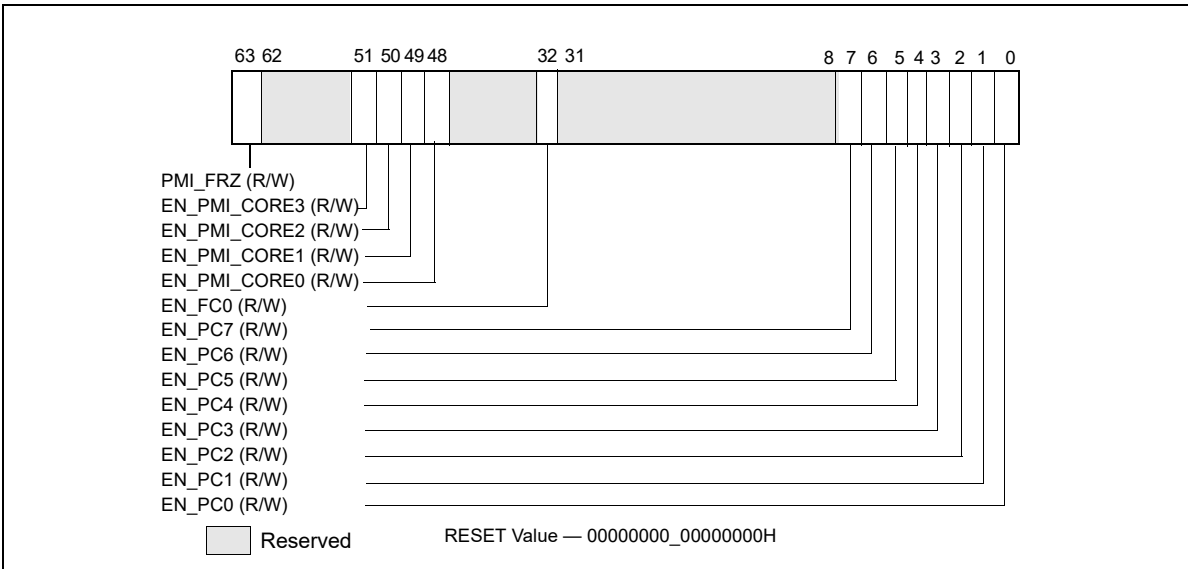 63 62 51 50 49 48 32 31 8 7 6 5 4 3 2 1 0
PMI_FRZ (R/W)
EN_PMI_CORE3 (R/W)
EN_PMI_CORE2 (R/W)
EN_PMI_CORE1 (R/W)
EN_PMI_CORE0 (R/W)
EN_FC0 (R/W)
EN_PC7 (R/W)
EN_PC6 (R/W)
EN_PC5 (R/W)
EN_PC4 (R/W)
EN_PC3 (R/W)
EN_PC2 (R/W)
EN_PC1 (R/W)
EN_PC0 (R/W)
Reserved RESET Value — 00000000_00000000H